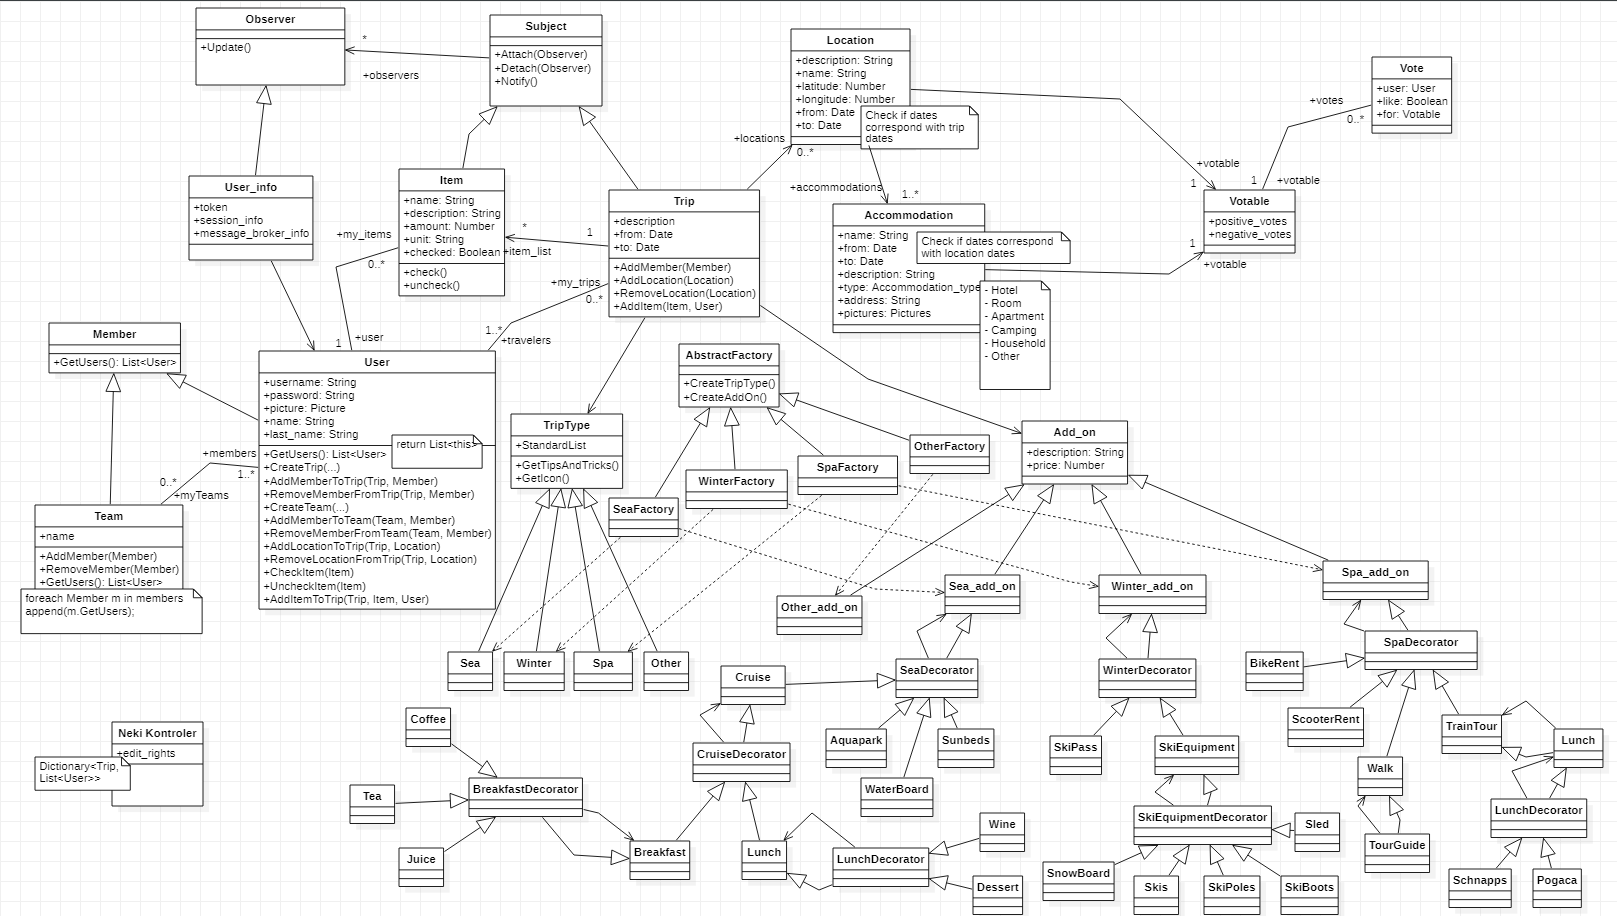 Observer
+Update()
*
+observers
Subject
+Attach(Observer)
+Detach(Observer)
+Notify()
Location
+description: String
+name: String
+latitude: Number
+longitude: Number
+from: Date
+to: Date
Check if dates
correspond with trip
dates
Vote
+user: User
+like: Boolean
+for: Votable
+votes
0..*
+locations
0..*
+votable
1
1
+votable
+accommodations
1..*
User_info
+token
+session_info
+message_broker_info
Item
+name: String
+description: String
+amount: Number
+unit: String
+checked: Boolean
+check()
+uncheck()
*
1
+item_list
Trip
+description
+from: Date
+to: Date
+AddMember(Member)
+AddLocation(Location)
+RemoveLocation(Location)
+AddItem(Item, User)
Accommodation
+name: String
+from: Date
+to: Date
+description: String
+type: Accommodation_type
+address: String
+pictures: Pictures
Check if dates correspond
with location dates
- Hotel
- Room
- Apartment
- Camping
- Household
- Other
Votable
+positive_votes
+negative_votes
1
+votable
+my_items
0..*
+my_trips
0..*
1..*
+travelers
1
+user
Member
+GetUsers(): List<User>
User
+username: String
+password: String
+picture: Picture
+name: String
+last_name: String
+GetUsers(): List<User>
+CreateTrip(...)
+AddMemberToTrip(Trip, Member)
+RemoveMemberFromTrip(Trip, Member)
+CreateTeam(...)
+AddMemberToTeam(Team, Member)
+RemoveMemberFromTeam(Team, Member)
+AddLocationToTrip(Trip, Location)
+RemoveLocationFromTrip(Trip, Location)
+CheckItem(Item)
+UncheckItem(Item)
+AddItemToTrip(Trip, Item, User)
return List<this>
+members
1..*
0..*
+myTeams
Team
+name
+AddMember(Member)
+RemoveMember(Member)
+GetUsers(): List<User>
foreach Member m in members
append(m.GetUsers);
AbstractFactory
+CreateTripType()
+CreateAddOn()
TripType
+StandardList
+GetTipsAndTricks()
+GetIcon()
OtherFactory
SpaFactory
WinterFactory
SeaFactory
Add_on
+description: String
+price: Number
Other_add_on
Sea_add_on
Winter_add_on
Spa_add_on
Sea
Winter
Spa
Other
Cruise
SeaDecorator
WinterDecorator
SpaDecorator
BikeRent
ScooterRent
TrainTour
Lunch
Neki Kontroler
+edit_rights
Dictionary<Trip,
List<User>>
Coffee
Tea
Juice
BreakfastDecorator
Breakfast
CruiseDecorator
Aquapark
Sunbeds
WaterBoard
SkiPass
SkiEquipment
Walk
TourGuide
LunchDecorator
Schnapps
Pogaca
Lunch
LunchDecorator
Wine
Dessert
SkiEquipmentDecorator
Sled
SnowBoard
Skis
SkiPoles
SkiBoots